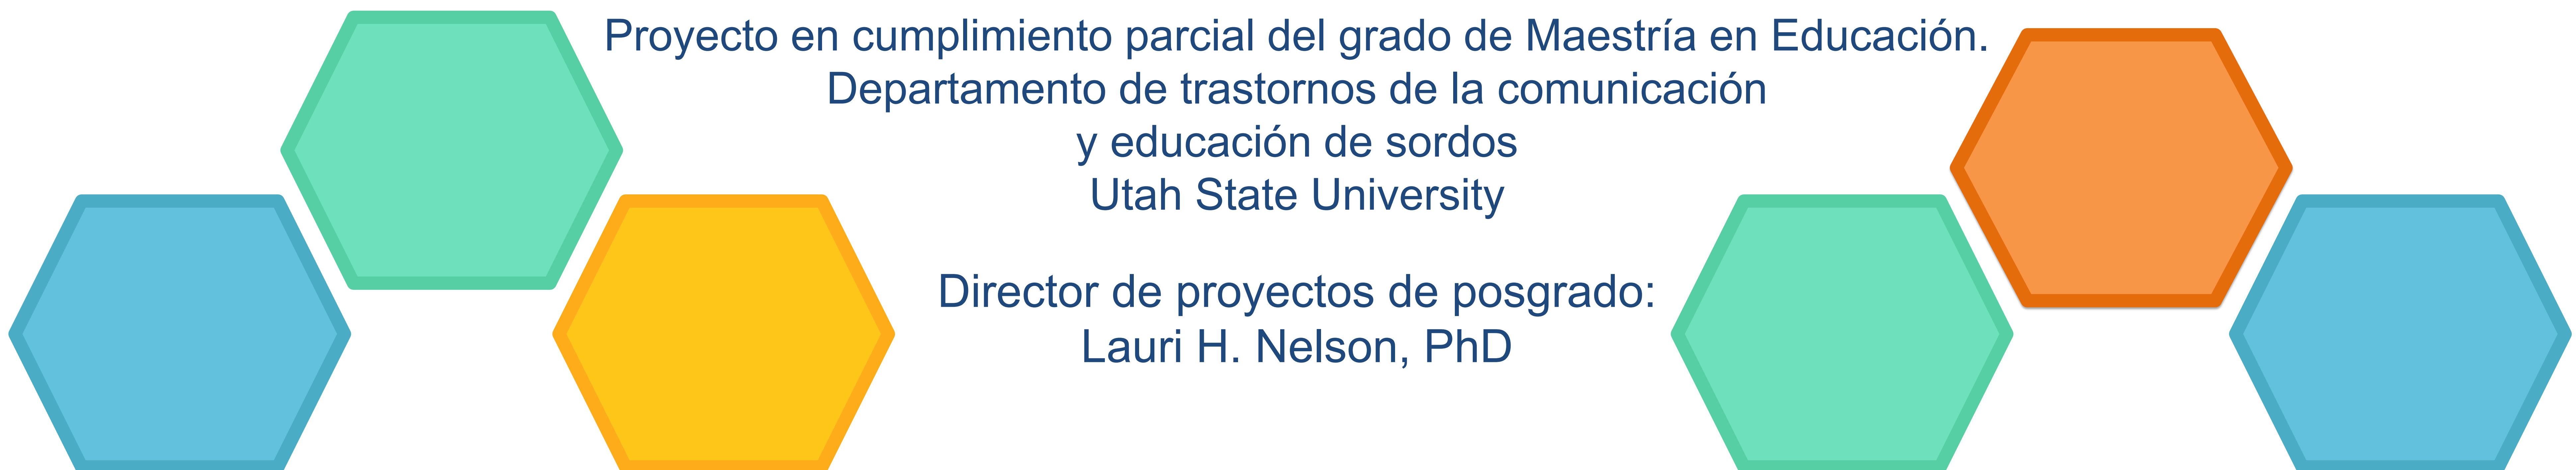 Proyecto en cumplimiento parcial del grado de Maestría en Educación.
Departamento de trastornos de la comunicación
y educación de sordos
Utah State University
Director de proyectos de posgrado:
Lauri H. Nelson, PhD